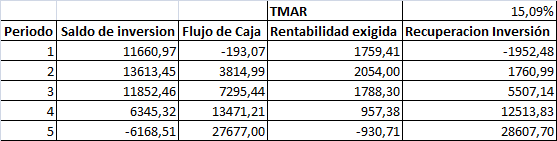 TMAR 15,09%
Periodo Saldo de inversion Flujo de Caja Rentabilidad exigida Recuperacion Inversión
1 11660,97 -193,07 1759,41 -1952,48
2 13613,45 3814,99 2054,00 1760,99
3 11852,46 7295,44 1788,30 5507,14
4 6345,32 13471,21 957,38 12513,83
5 -6168,51 27677,00 -930,71 28607,70